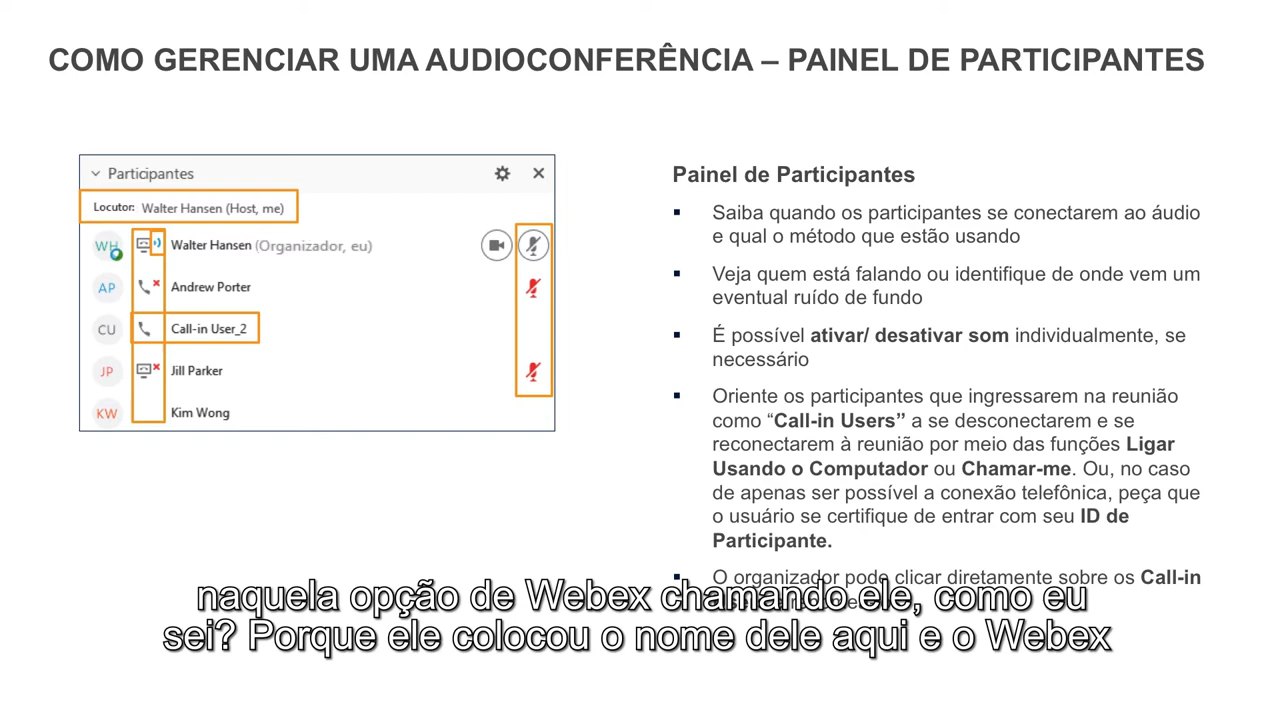 COMO GERENCIAR UMA AUDIOCONFERÊNCIA – PAINEL DE PARTICIPANTES
Participantes
Locutor: Walter Hansen (Host, me)
WH Walter Hansen (Organizador, eu)
AP Andrew Porter
CU Call-in User_2
JP Jill Parker
KW Kim Wong
Painel de Participantes
Saiba quando os participantes se conectarem ao áudio
e qual o método que estão usando
Veja quem está falando ou identifique de onde vem um
eventual ruído de fundo
É possível ativar/ desativar som individualmente, se
necessário
Oriente os participantes que ingressarem na reunião
como “Call-in Users” a se desconectarem e se
reconectarem à reunião por meio das funções Ligar
Usando o Computador ou Chamar-me. Ou, no caso
de apenas ser possível a conexão telefônica, peça que
o usuário se certifique de entrar com seu ID de
Participante.
O organizador pode clicar diretamente sobre os Call-in
naquela opção de Webex chamando ele, como eu
sei? Porque ele colocou o nome dele aqui e o Webex